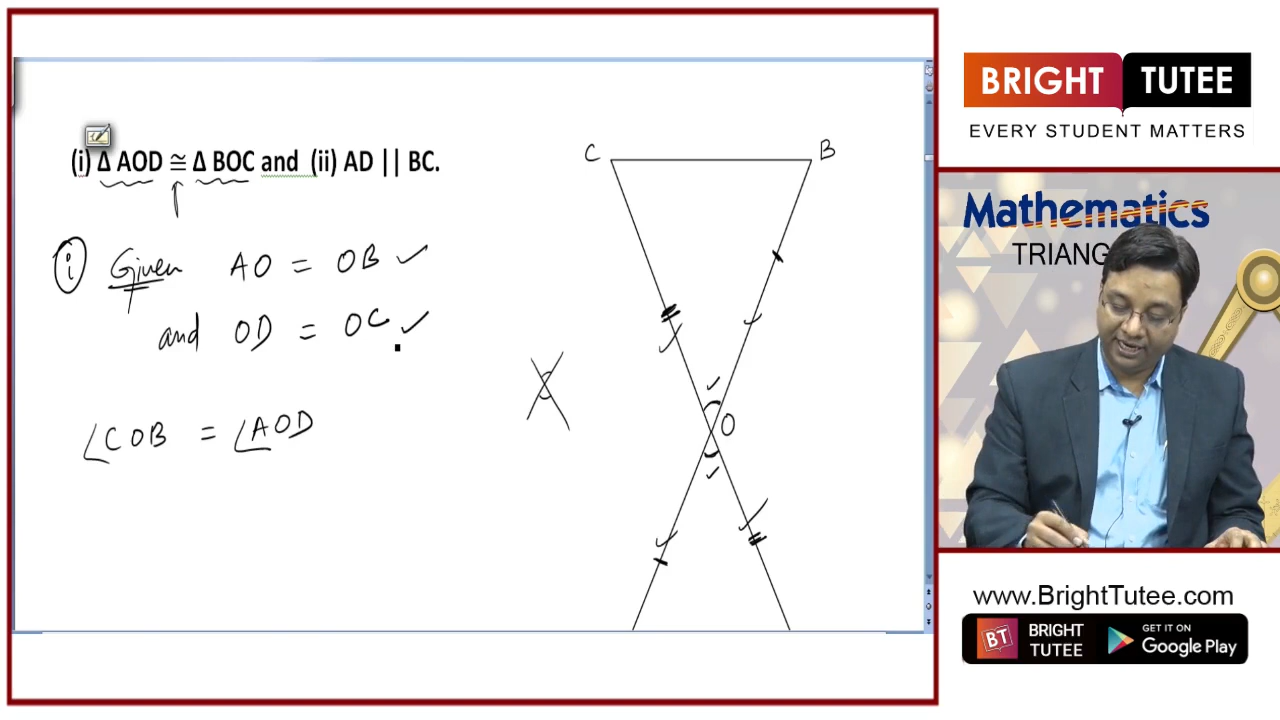 BRIGHT TUTEE
EVERY STUDENT MATTERS
(i) Δ AOD ≅ Δ BOC and (ii) AD || BC.
i Given AO = OB ✓
and OD = OC ✓
∠COB = ∠AOD
C
B
O
Mathematics
TRIANG
www.BrightTutee.com
BT
BRIGHT
TUTEE
GET IT ON
Google Play